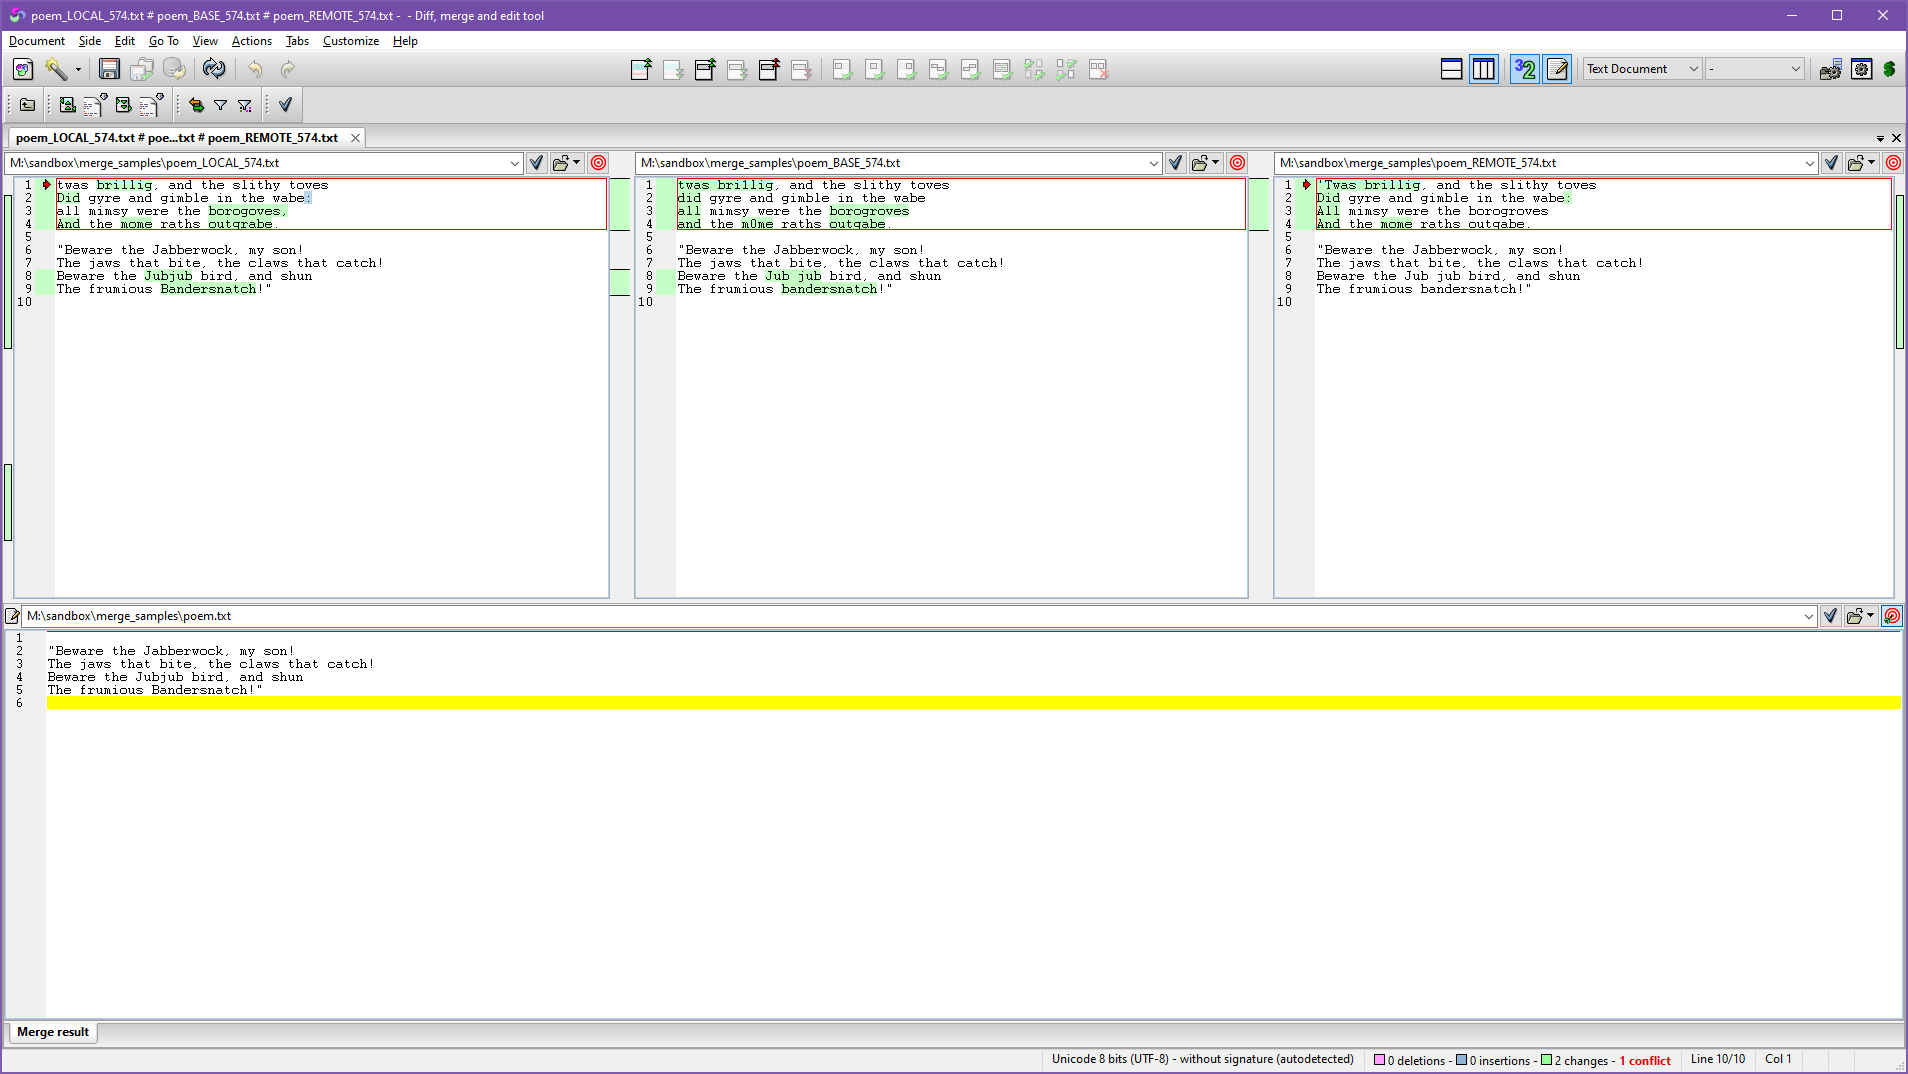 poem_LOCAL_574.txt # poem_BASE_574.txt # poem_REMOTE_574.txt - - Diff, merge and edit tool
Document Side Edit Go To View Actions Tabs Customize Help
32 Text Document - $
poem_LOCAL_574.txt # poe...txt # poem_REMOTE_574.txt
M:\sandbox\merge_samples\poem_LOCAL_574.txt
1 twas brillig, and the slithy toves
2 Did gyre and gimble in the wabe:
3 all mimsy were the borogoves,
4 And the mome raths outgrabe.
5
6 "Beware the Jabberwock, my son!
7 The jaws that bite, the claws that catch!
8 Beware the Jubjub bird, and shun
9 The frumious Bandersnatch!"
10
M:\sandbox\merge_samples\poem_BASE_574.txt
1 twas brillig, and the slithy toves
2 did gyre and gimble in the wabe
3 all mimsy were the borogroves
4 and the m0me raths outgabe.
5
6 "Beware the Jabberwock, my son!
7 The jaws that bite, the claws that catch!
8 Beware the Jub jub bird, and shun
9 The frumious bandersnatch!"
10
M:\sandbox\merge_samples\poem_REMOTE_574.txt
1 'Twas brillig, and the slithy toves
2 Did gyre and gimble in the wabe:
3 All mimsy were the borogroves
4 And the mome raths outgabe.
5
6 "Beware the Jabberwock, my son!
7 The jaws that bite, the claws that catch!
8 Beware the Jub jub bird, and shun
9 The frumious bandersnatch!"
10
M:\sandbox\merge_samples\poem.txt
1
2 "Beware the Jabberwock, my son!
3 The jaws that bite, the claws that catch!
4 Beware the Jubjub bird, and shun
5 The frumious Bandersnatch!"
6
Merge result
Unicode 8 bits (UTF-8) - without signature (autodetected) 0 deletions - 0 insertions - 2 changes - 1 conflict Line 10/10 Col 1